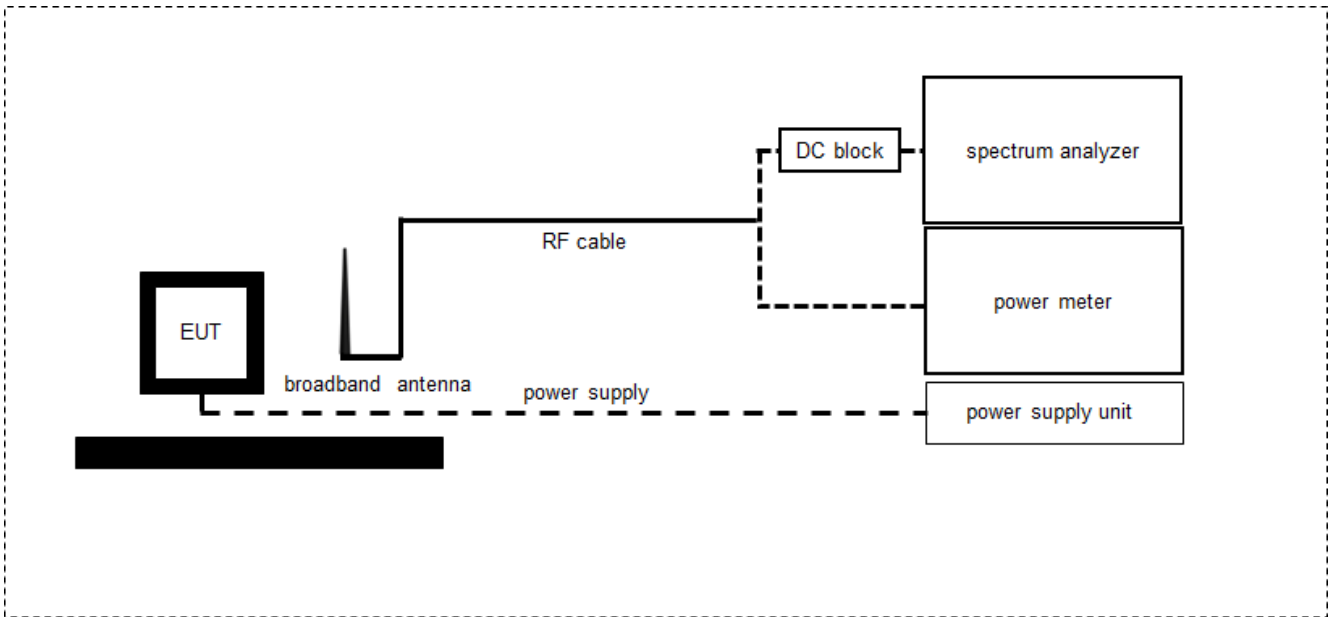 DC block
spectrum analyzer
RF cable
power meter
EUT
broadband antenna
power supply
power supply unit